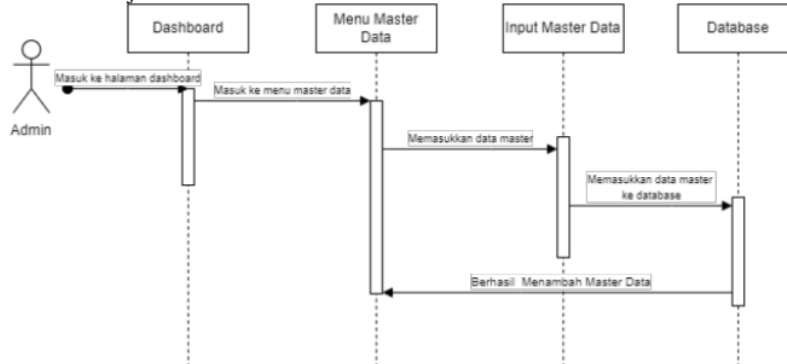 Dashboard
Menu Master
Data
Input Master Data
Database
Masuk ke halaman dashboard
Masuk ke menu master data
Admin
Memasukkan data master
Memasukkan data master
ke database
Berhasil Menambah Master Data